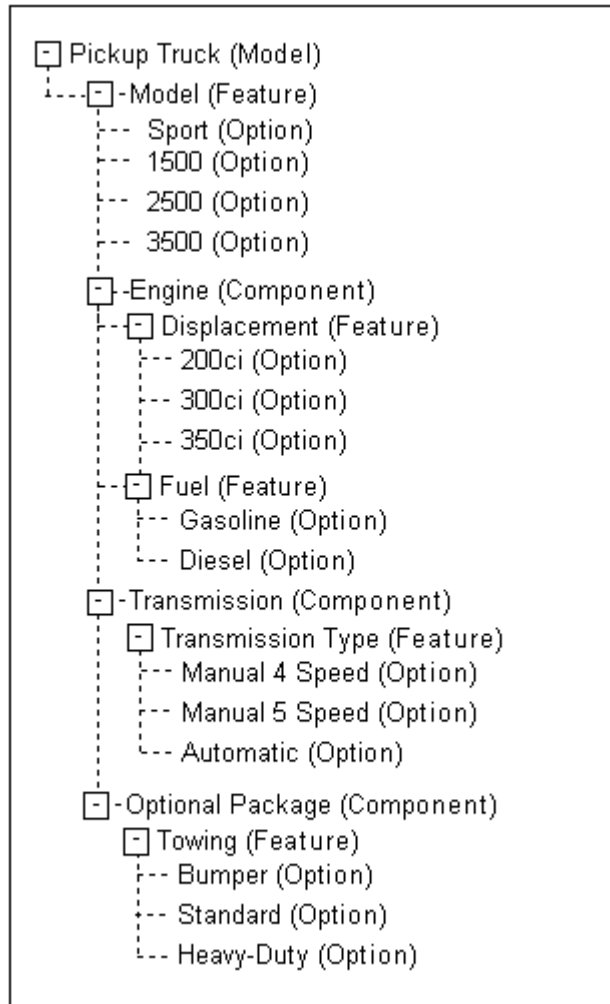 Pickup Truck (Model)
Model (Feature)
Sport (Option)
1500 (Option)
2500 (Option)
3500 (Option)
Engine (Component)
Displacement (Feature)
200ci (Option)
300ci (Option)
350ci (Option)
Fuel (Feature)
Gasoline (Option)
Diesel (Option)
Transmission (Component)
Transmission Type (Feature)
Manual 4 Speed (Option)
Manual 5 Speed (Option)
Automatic (Option)
Optional Package (Component)
Towing (Feature)
Bumper (Option)
Standard (Option)
Heavy-Duty (Option)